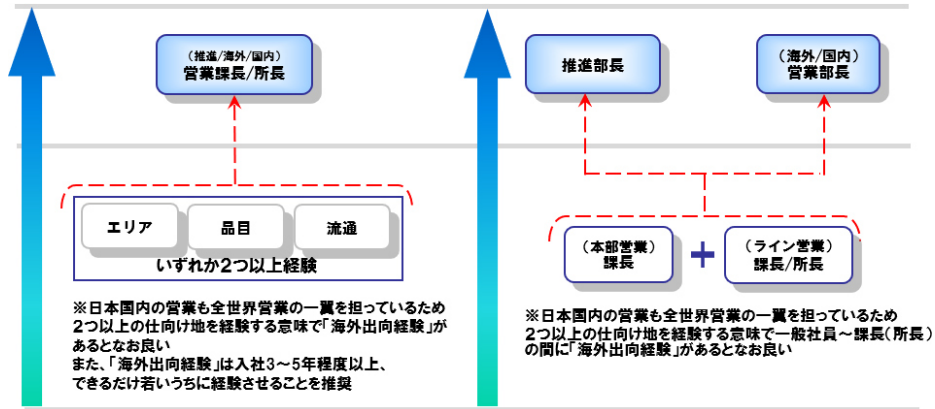 （推進/海外/国内）
営業課長/所長
エリア
品目
流通
いずれか２つ以上経験
※日本国内の営業も全世界営業の一翼を担っているため
２つ以上の仕向け地を経験する意味で「海外出向経験」が
あるとなお良い
また、「海外出向経験」は入社3～5年程度以上、
できるだけ若いうちに経験させることを推奨
推進部長
（海外/国内）
営業部長
（本部営業）
課長
＋
（ライン営業）
課長/所長
※日本国内の営業も全世界営業の一翼を担っているため
２つ以上の仕向け地を経験する意味で一般社員～課長（所長）
の間に「海外出向経験」があるとなお良い